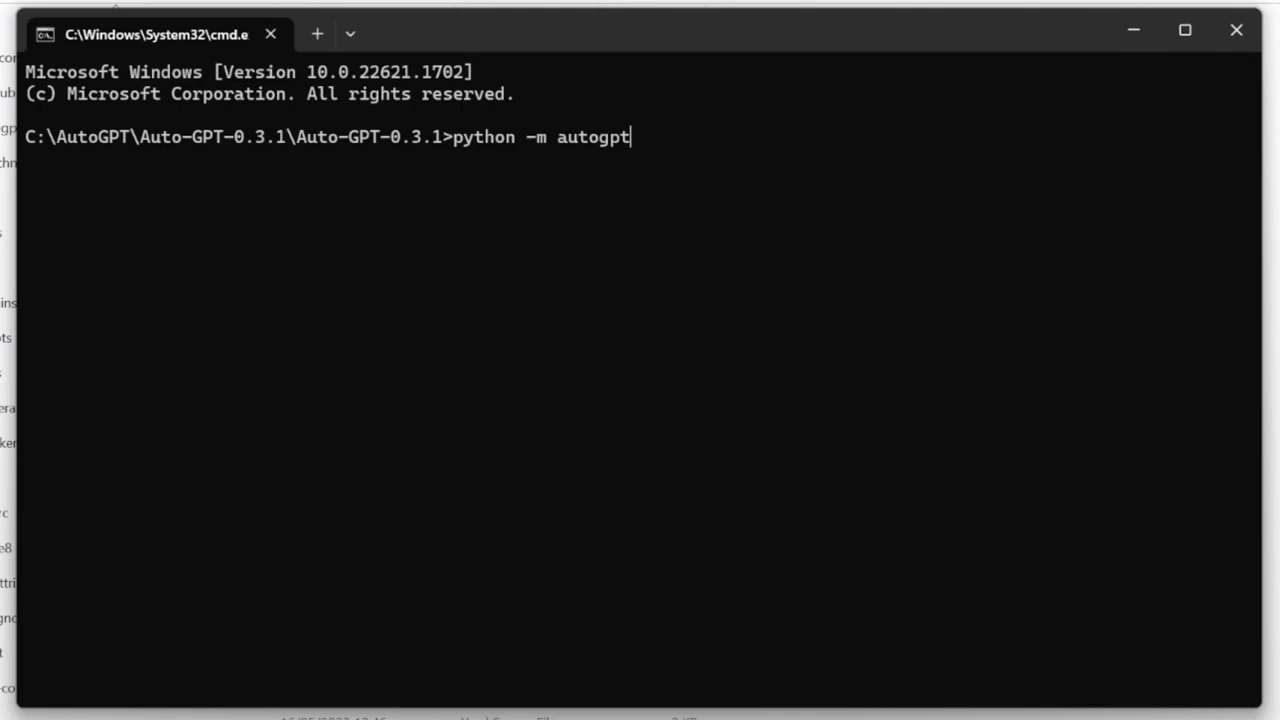 C:\Windows\System32\cmd.e
Microsoft Windows [Version 10.0.22621.1702]
(c) Microsoft Corporation. All rights reserved.
C:\AutoGPT\Auto-GPT-0.3.1\Auto-GPT-0.3.1>python -m autogpt